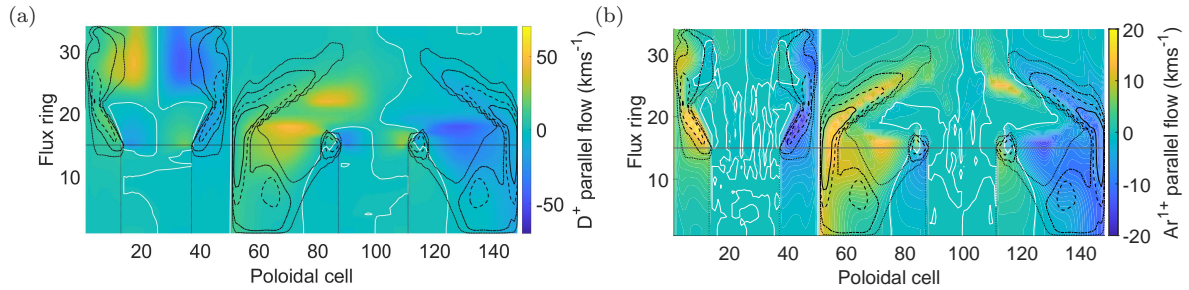 (a)
Flux ring
30
20
10
20 40 60 80 100 120 140
Poloidal cell
50
0
-50
D+ parallel flow (kms-1)
(b)
Flux ring
30
20
10
20 40 60 80 100 120 140
Poloidal cell
20
10
0
-10
-20
Ar1+ parallel flow (kms-1)